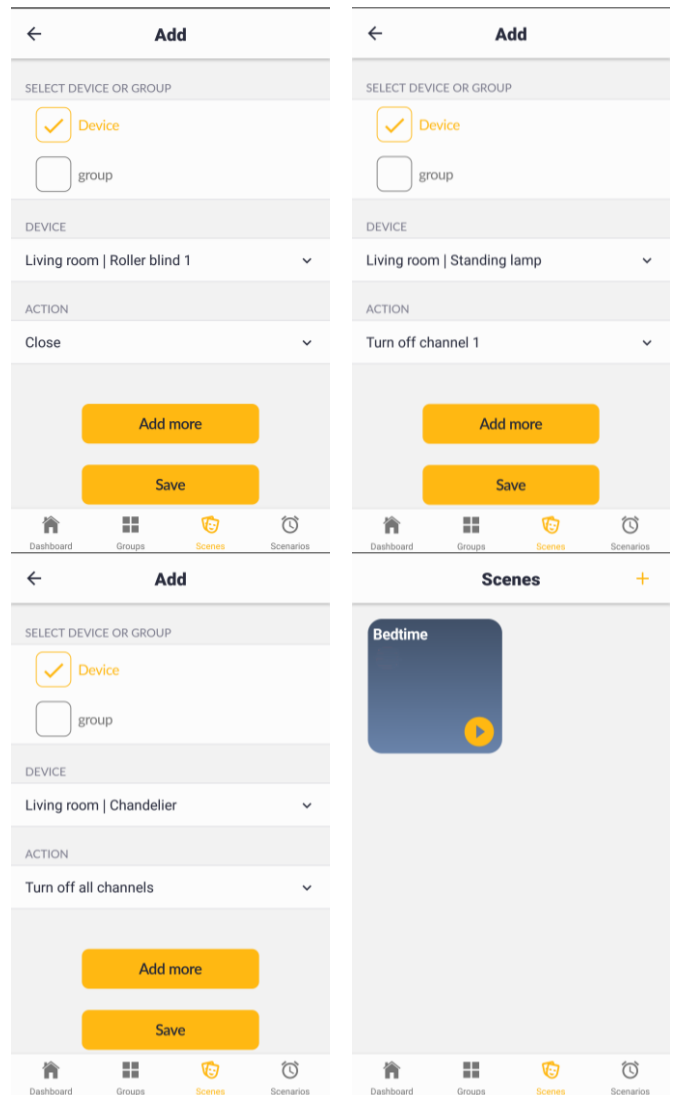 Add
SELECT DEVICE OR GROUP
Device
group
DEVICE
Living room | Roller blind 1
ACTION
Close
Add more
Save
Dashboard Groups Scenes Scenarios
Add
SELECT DEVICE OR GROUP
Device
group
DEVICE
Living room | Standing lamp
ACTION
Turn off channel 1
Add more
Save
Dashboard Groups Scenes Scenarios
Add
SELECT DEVICE OR GROUP
Device
group
DEVICE
Living room | Chandelier
ACTION
Turn off all channels
Add more
Save
Dashboard Groups Scenes Scenarios
Scenes +
Bedtime
Dashboard Groups Scenes Scenarios